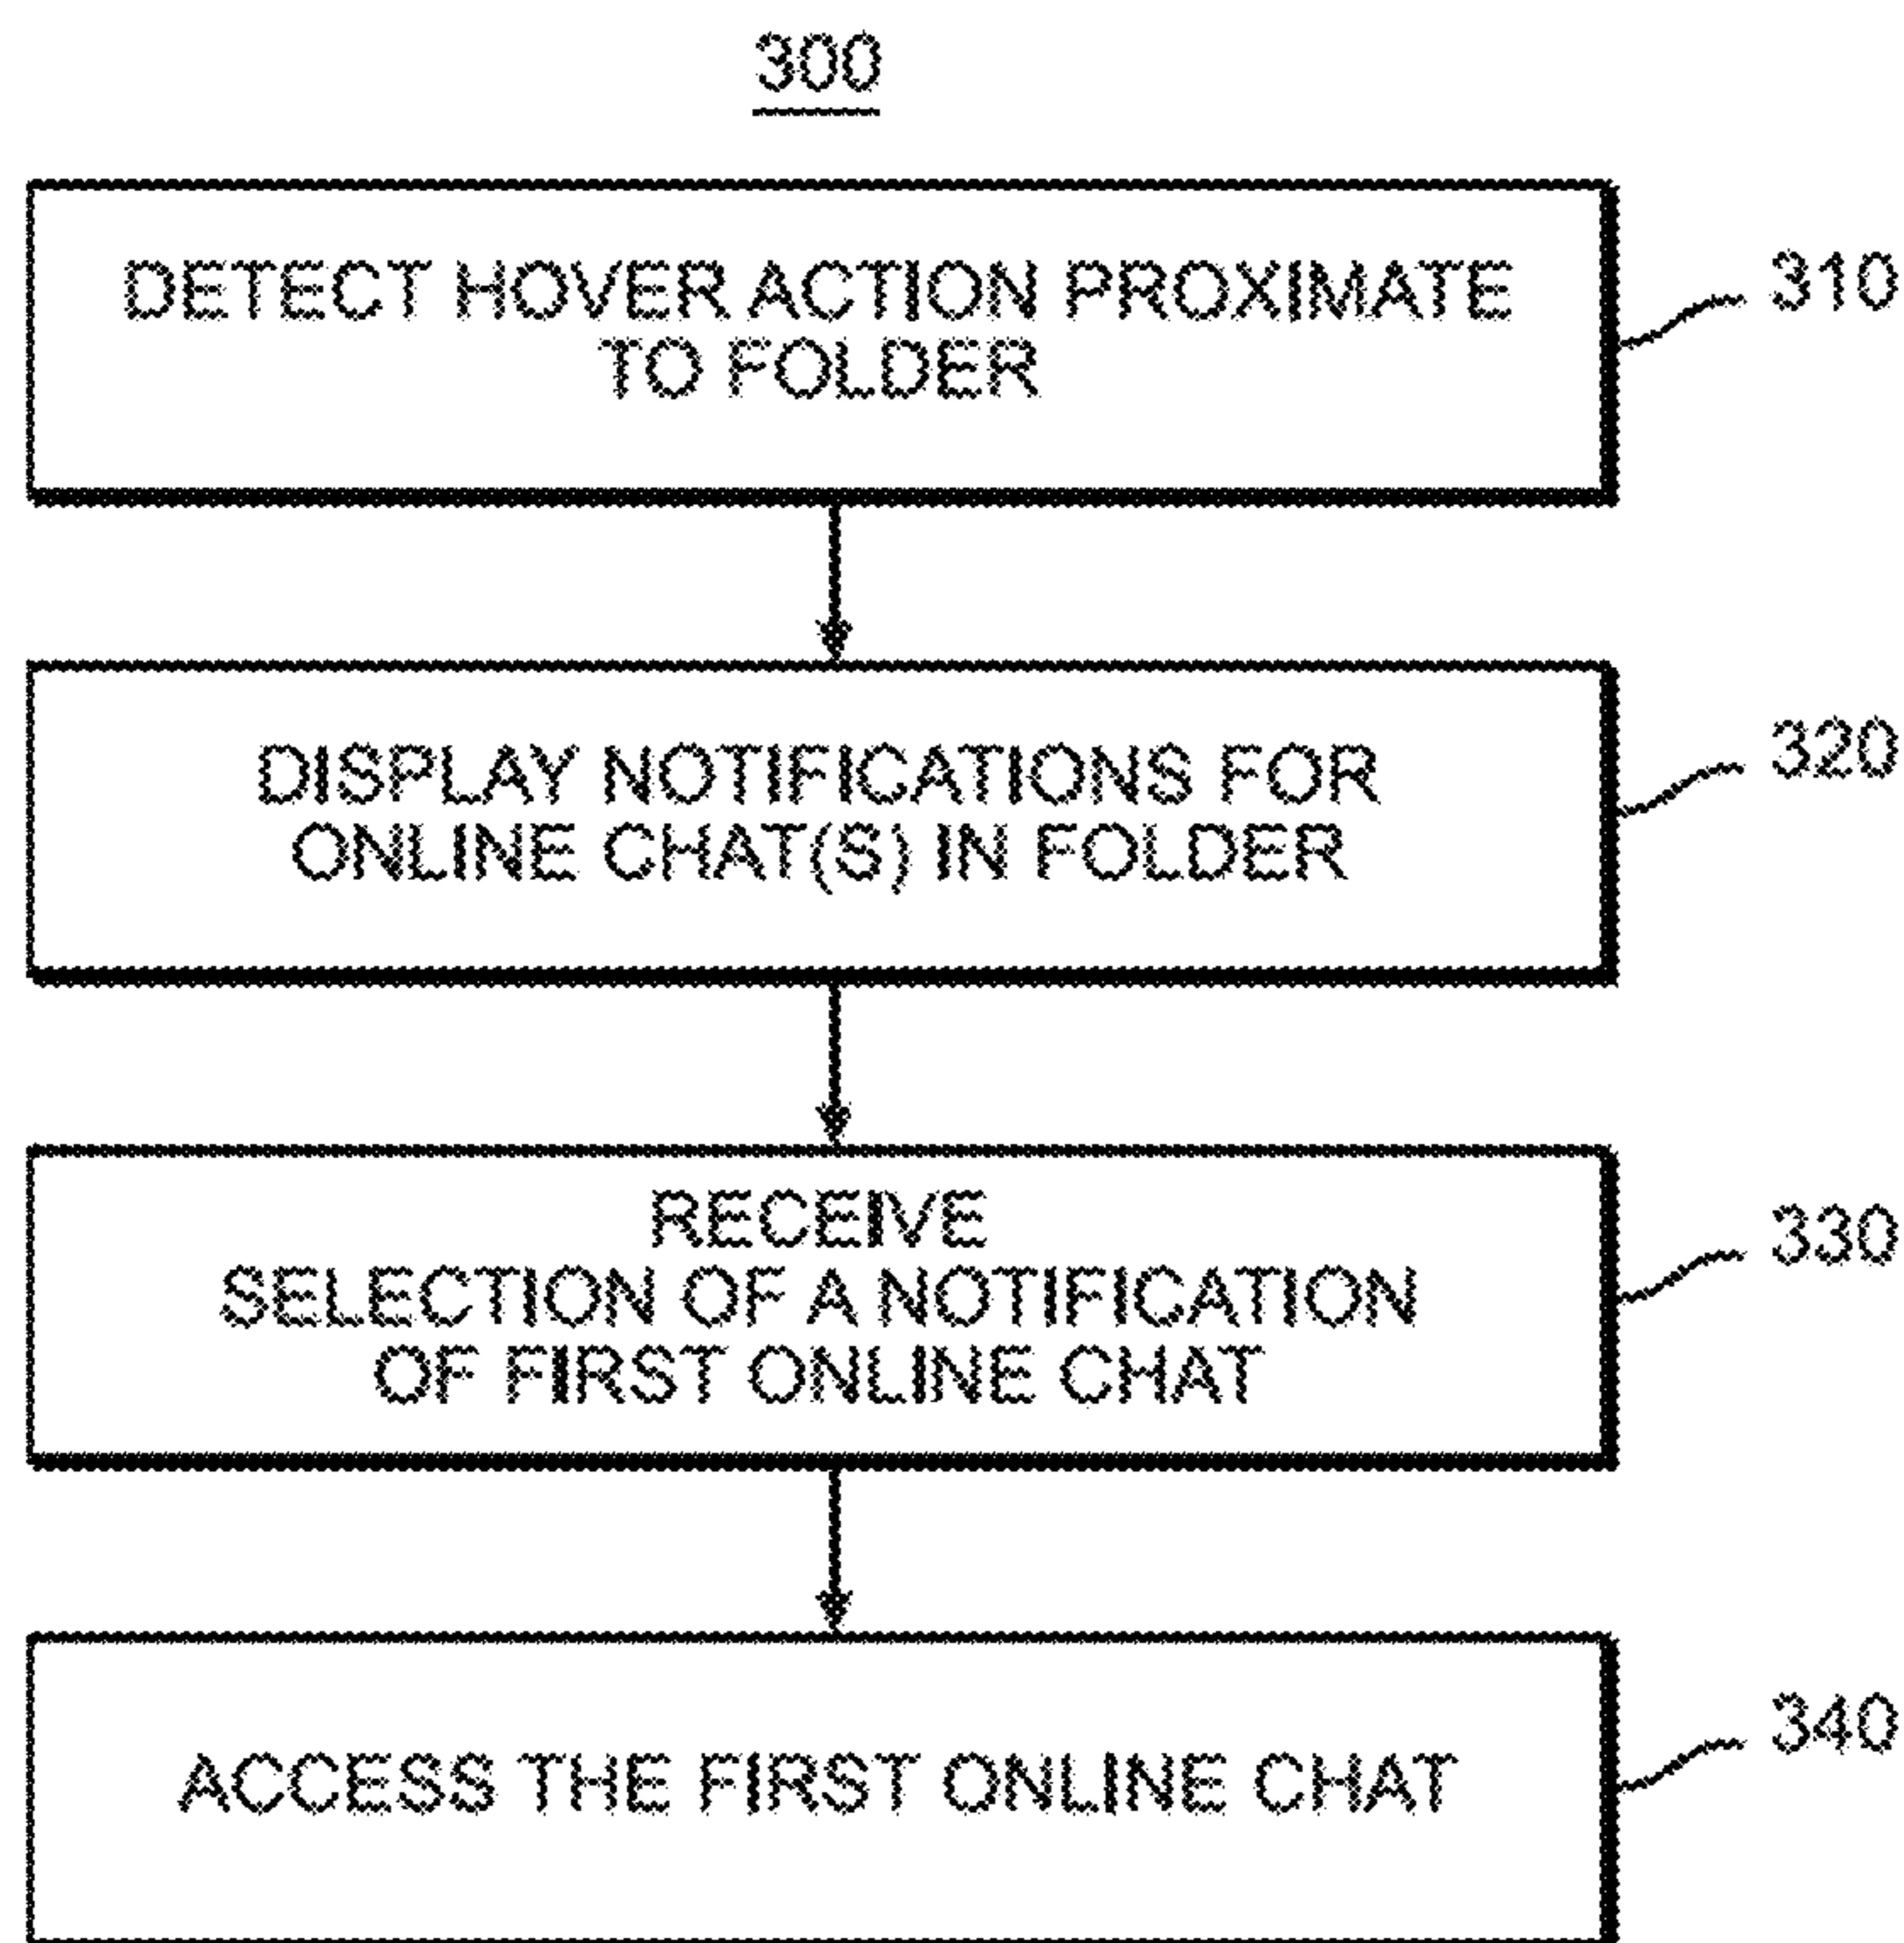 300
DETECT HOVER ACTION PROXIMATE
TO FOLDER
310
DISPLAY NOTIFICATIONS FOR
ONLINE CHAT(S) IN FOLDER
320
RECEIVE
SELECTION OF A NOTIFICATION
OF FIRST ONLINE CHAT
330
ACCESS THE FIRST ONLINE CHAT
340